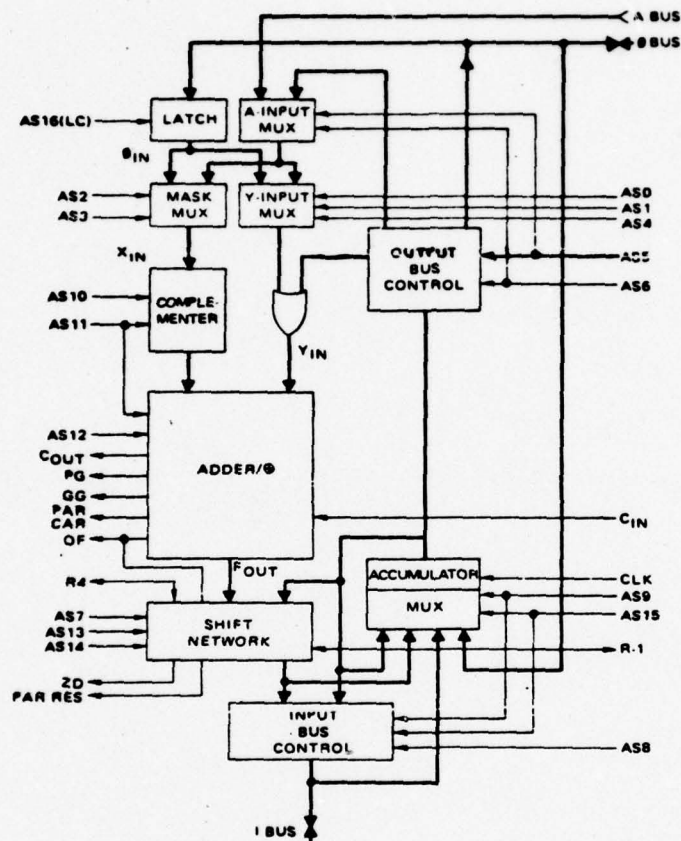 A BUS
θ BUS
AS16(LC)
LATCH
A-INPUT
MUX
θIN
AS2
AS3
MASK
MUX
Y-INPUT
MUX
AS0
AS1
AS4
XIN
OUTPUT
BUS
CONTROL
AS5
AS6
AS10
AS11
COMPLE-
MENTER
YIN
AS12
COUT
PG
GG
PAR
CAR
OF
ADDER/⊕
CIN
FOUT
R4
ACCUMULATOR
MUX
CLK
AS9
AS15
AS7
AS13
AS14
SHIFT
NETWORK
R-1
ZD
PAR RES
INPUT
BUS
CONTROL
AS8
I BUS